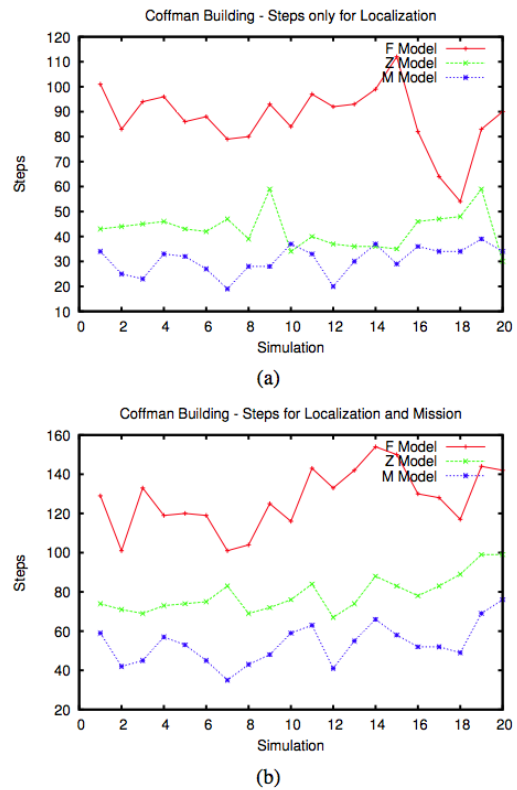 Coffman Building - Steps only for Localization
120
110
100
90
80
70
60
50
40
30
20
10
Steps
F Model
Z Model
M Model
0 2 4 6 8 10 12 14 16 18 20
Simulation
(a)
Coffman Building - Steps for Localization and Mission
160
140
120
100
80
60
40
20
Steps
F Model
Z Model
M Model
0 2 4 6 8 10 12 14 16 18 20
Simulation
(b)